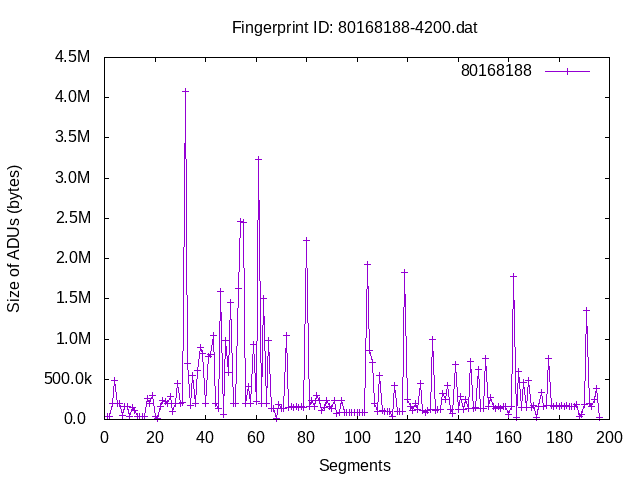 Fingerprint ID: 80168188-4200.dat
80168188
Size of ADUs (bytes)
4.5M
4.0M
3.5M
3.0M
2.5M
2.0M
1.5M
1.0M
500.0k
0.0
0 20 40 60 80 100 120 140 160 180 200
Segments